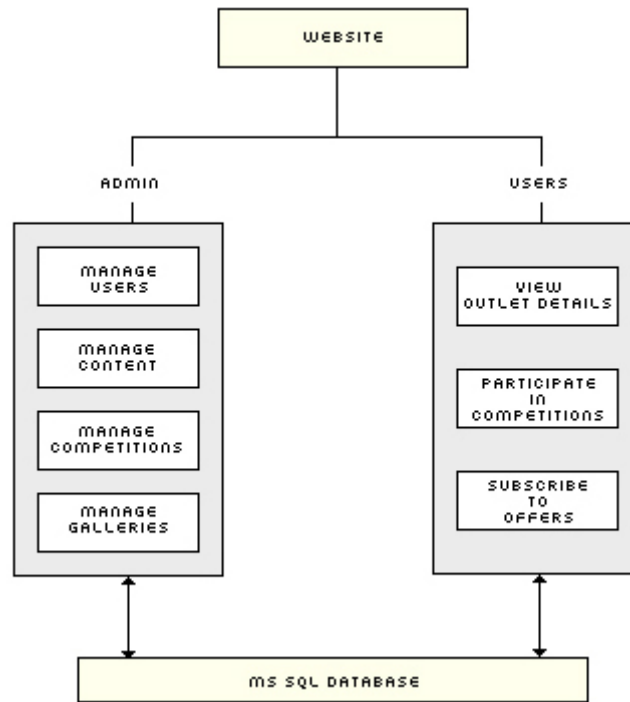 WEBSITE
ADMIN
USERS
MANAGE
USERS
MANAGE
CONTENT
MANAGE
COMPETITIONS
MANAGE
GALLERIES
VIEW
OUTLET DETAILS
PARTICIPATE
IN
COMPETITIONS
SUBSCRIBE
TO
OFFERS
MS SQL DATABASE